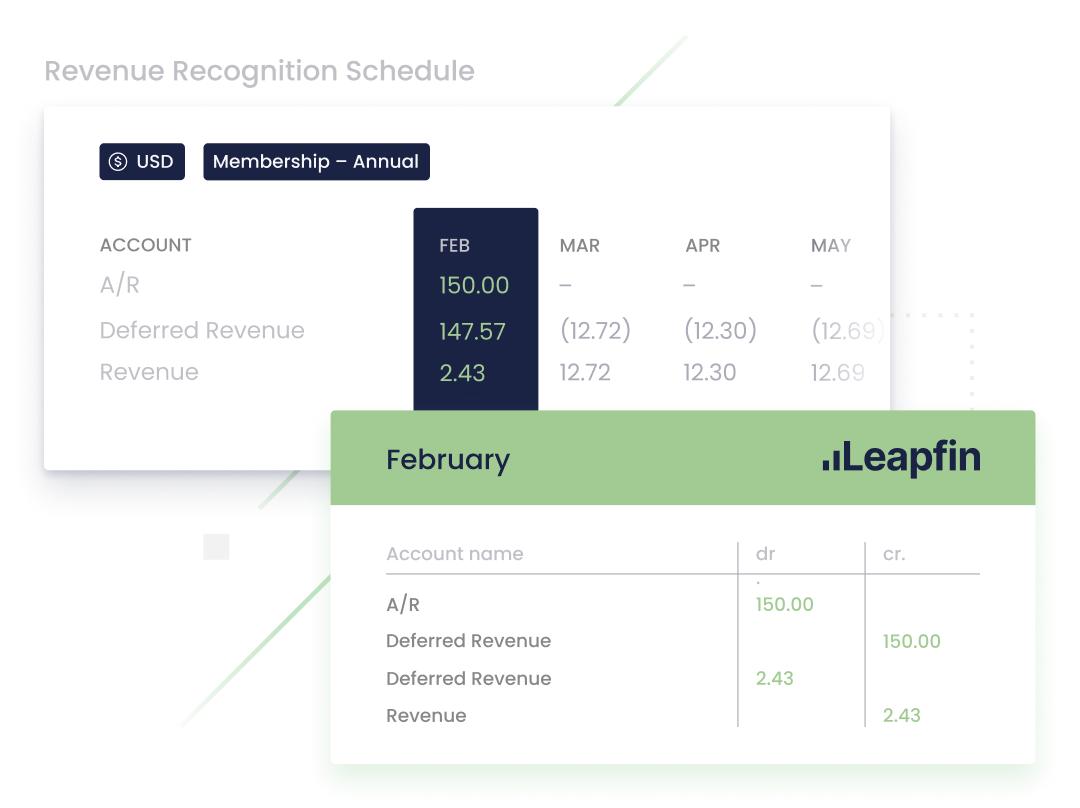 Revenue Recognition Schedule
USD Membership – Annual
ACCOUNT FEB MAR APR MAY
A/R 150.00 – – –
Deferred Revenue 147.57 (12.72) (12.30) (12.69)
Revenue 2.43 12.72 12.30 12.69
February Leapfin
Account name dr cr.
.
A/R 150.00
Deferred Revenue 150.00
Deferred Revenue 2.43
Revenue 2.43